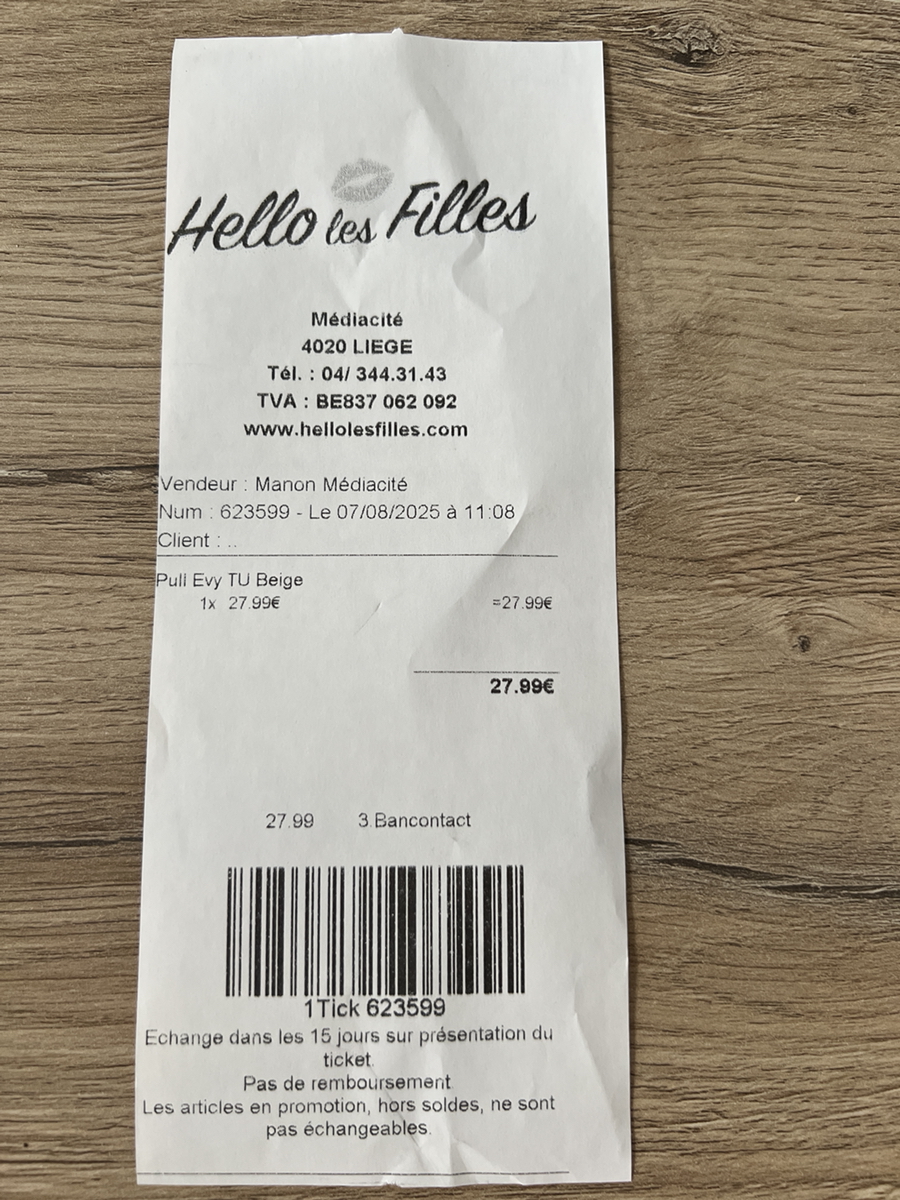 Hello les Filles
Médiacité
4020 LIEGE
Tél. : 04/ 344.31.43
TVA : BE837 062 092
www.hellolesfilles.com
Vendeur : Manon Médiacité
Num : 623599 - Le 07/08/2025 à 11:08
Client : ..
Pull Evy TU Beige
1x 27.99€ =27.99€
27.99€
27.99 3.Bancontact
1Tick 623599
Echange dans les 15 jours sur présentation du
ticket.
Pas de remboursement.
Les articles en promotion, hors soldes, ne sont
pas échangeables.